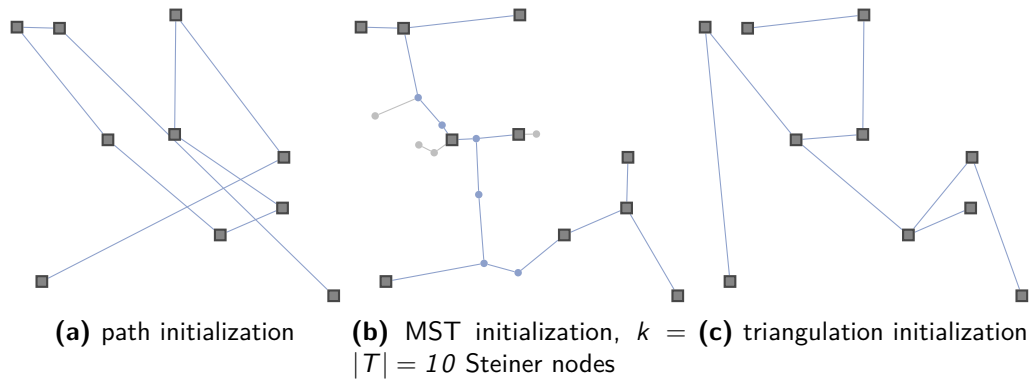 (a) path initialization
(b) MST initialization, k =
|T| = 10 Steiner nodes
(c) triangulation initialization